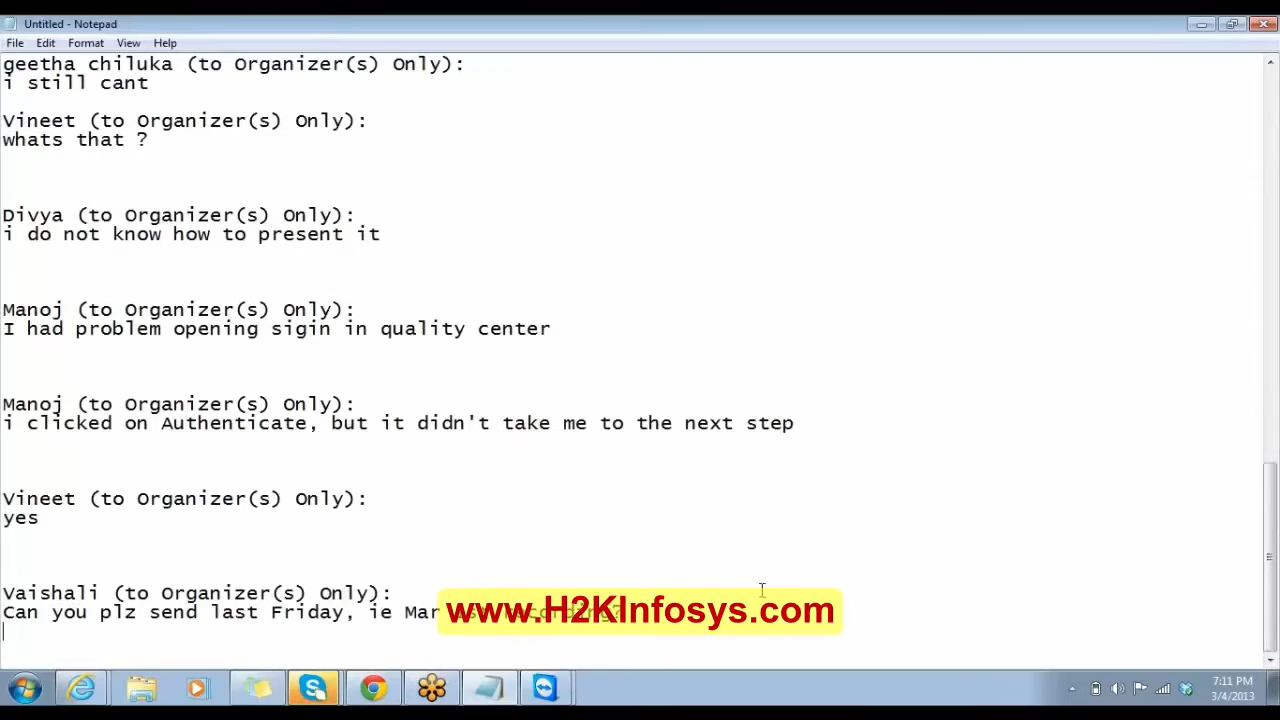 Untitled - Notepad
File Edit Format View Help
geetha chiluka (to Organizer(s) Only):
i still cant
Vineet (to Organizer(s) Only):
whats that ?
Divya (to Organizer(s) Only):
i do not know how to present it
Manoj (to Organizer(s) Only):
I had problem opening sigin in quality center
Manoj (to Organizer(s) Only):
i clicked on Authenticate, but it didn't take me to the next step
Vineet (to Organizer(s) Only):
yes
Vaishali (to Organizer(s) Only):
Can you plz send last Friday, ie Mar recording?
www.H2KInfosys.com
7:11 PM
3/4/2013